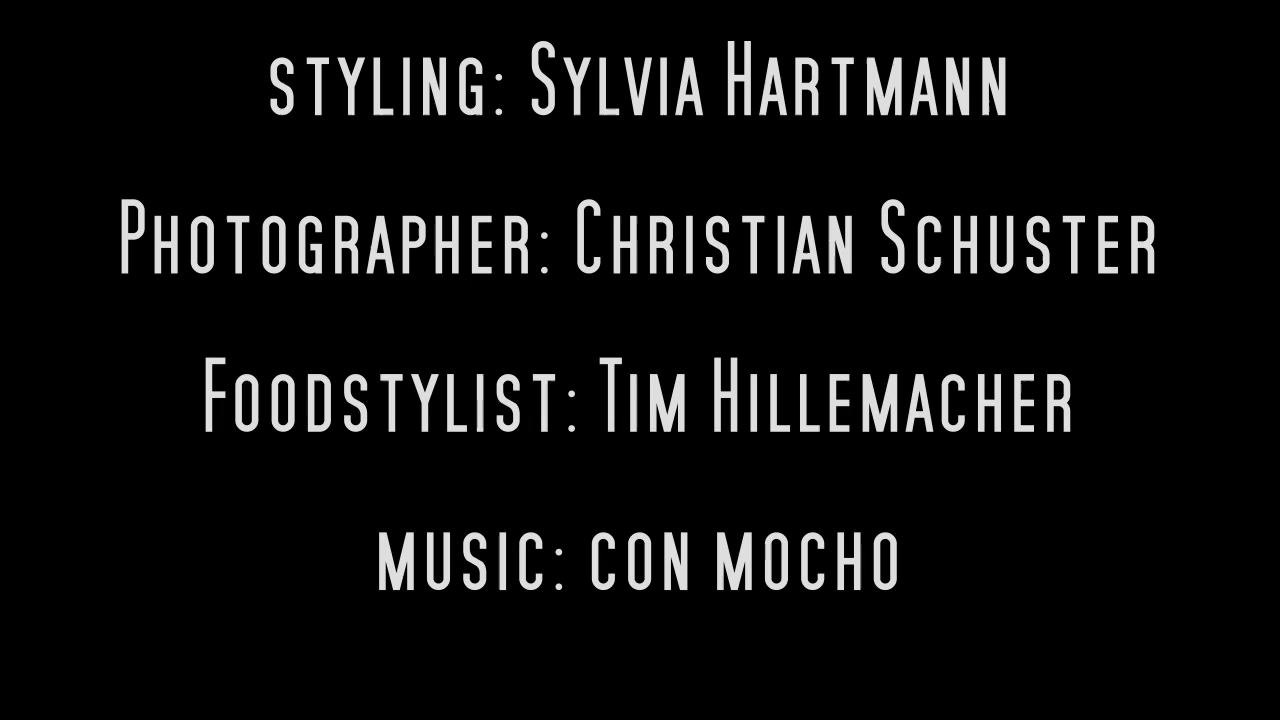 styling: Sylvia Hartmann
Photographer: Christian Schuster
Foodstylist: Tim Hillemacher
music: con mocho